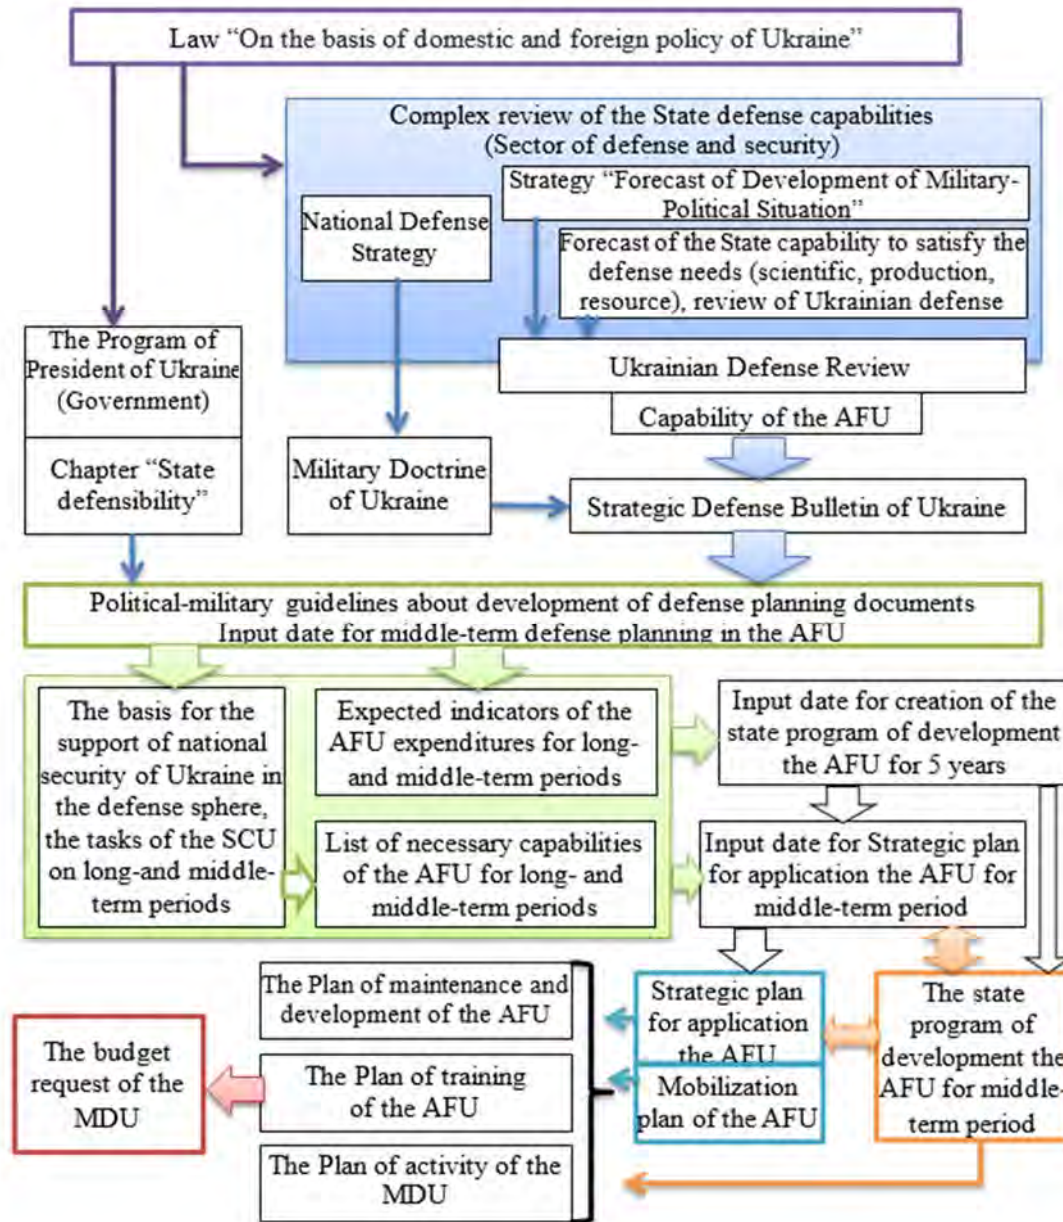 Law “On the basis of domestic and foreign policy of Ukraine”
Complex review of the State defense capabilities
(Sector of defense and security)
Strategy “Forecast of Development of Military-
Political Situation”
National Defense
Strategy
Forecast of the State capability to satisfy the
defense needs (scientific, production,
resource), review of Ukrainian defense
The Program of
President of Ukraine
(Government)
Ukrainian Defense Review
Capability of the AFU
Chapter “State
defensibility”
Military Doctrine
of Ukraine
Strategic Defense Bulletin of Ukraine
Political-military guidelines about development of defense planning documents
Input date for middle-term defense planning in the AFU
The basis for the
support of national
security of Ukraine in
the defense sphere,
the tasks of the SCU
on long-and middle-
term periods
Expected indicators of the
AFU expenditures for long-
and middle-term periods
Input date for creation of the
state program of development
the AFU for 5 years
List of necessary capabilities
of the AFU for long- and
middle-term periods
Input date for Strategic plan
for application the AFU for
middle-term period
The Plan of maintenance and
development of the AFU
Strategic plan
for application
the AFU
The state
program of
development the
AFU for middle-
term period
The budget
request of the
MDU
The Plan of training
of the AFU
Mobilization
plan of the AFU
The Plan of activity of the
MDU